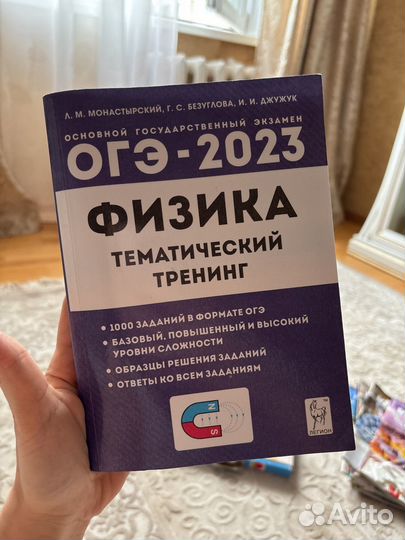 Л. М. МОНАСТЫРСКИЙ, Г. С. БЕЗУГЛОВА, И. И. ДЖУЖУК
ОСНОВНОЙ ГОСУДАРСТВЕННЫЙ ЭКЗАМЕН
ОГЭ-2023
ФИЗИКА
ТЕМАТИЧЕСКИЙ
ТРЕНИНГ
• 1000 ЗАДАНИЙ В ФОРМАТЕ ОГЭ
• БАЗОВЫЙ, ПОВЫШЕННЫЙ И ВЫСОКИЙ
УРОВНИ СЛОЖНОСТИ
• ОБРАЗЦЫ РЕШЕНИЯ ЗАДАНИЙ
• ОТВЕТЫ КО ВСЕМ ЗАДАНИЯМ
N
S
ЛЕГИОН
Avito